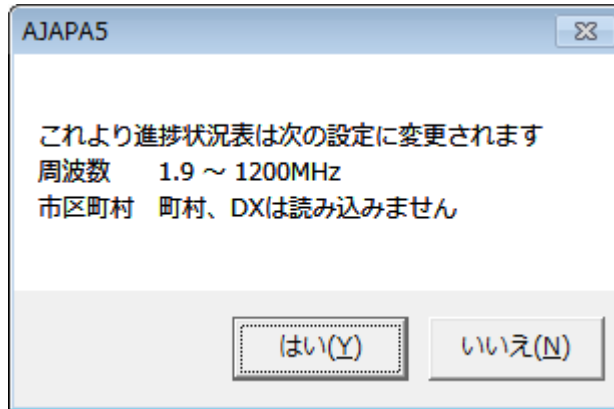 AJAPA5
これより進捗状況表は次の設定に変更されます
周波数　　1.9 ～ 1200MHz
市区町村　町村、DXは読み込みません
はい(Y)
いいえ(N)